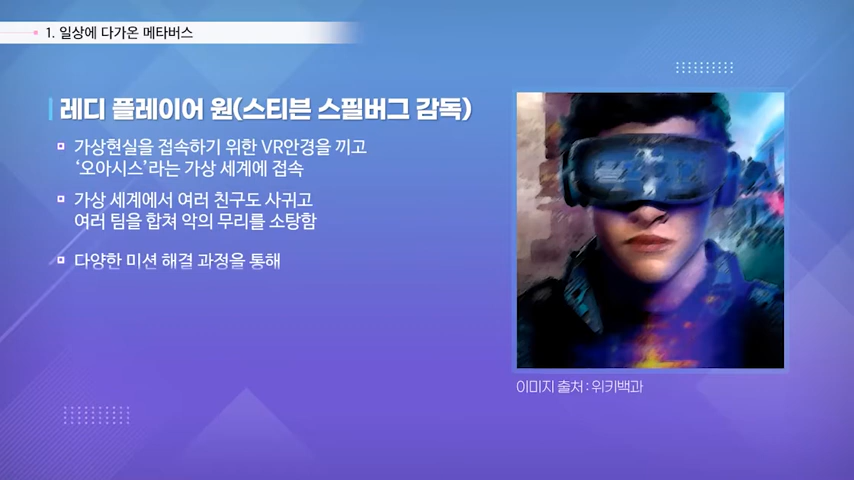 1. 일상에 다가온 메타버스
레디 플레이어 원(스티븐 스필버그 감독)
가상현실을 접속하기 위한 VR안경을 끼고
‘오아시스’라는 가상 세계에 접속
가상 세계에서 여러 친구도 사귀고
여러 팀을 합쳐 악의 무리를 소탕함
다양한 미션 해결 과정을 통해
이미지 출처 : 위키백과